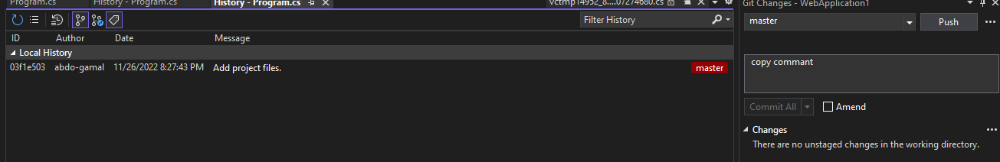 Program.cs
History - Program.cs
History - Program.cs
vctmp14952_8....07274680.cs
Filter History
ID Author Date Message
Local History
03f1e503 abdo-gamal 11/26/2022 8:27:43 PM Add project files. master
Git Changes - WebApplication1
master Push
copy commant
Commit All Amend
Changes
There are no unstaged changes in the working directory.